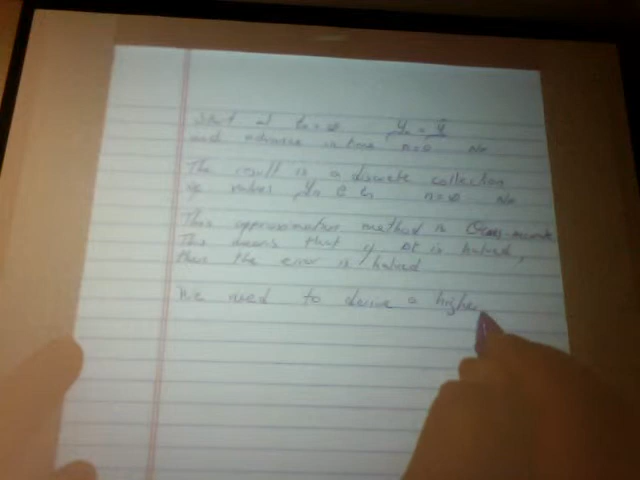 Start at t₀ = 0 y₀ = ȳ
and advance in time n=0
The result is a discrete collection
of values yn @ tn n=0
This approximation method is accurate
This means that if Δt is halved,
then the error is halved
We need to derive a highe